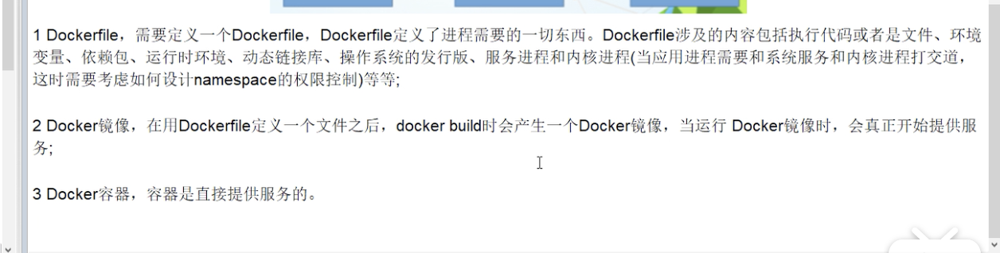 1 Dockerfile，需要定义一个Dockerfile，Dockerfile定义了进程需要的一切东西。Dockerfile涉及的内容包括执行代码或者是文件、环境
变量、依赖包、运行时环境、动态链接库、操作系统的发行版、服务进程和内核进程(当应用进程需要和系统服务和内核进程打交道，
这时需要考虑如何设计namespace的权限控制)等等;
2 Docker镜像，在用Dockerfile定义一个文件之后，docker build时会产生一个Docker镜像，当运行 Docker镜像时，会真正开始提供服
务;
3 Docker容器，容器是直接提供服务的。